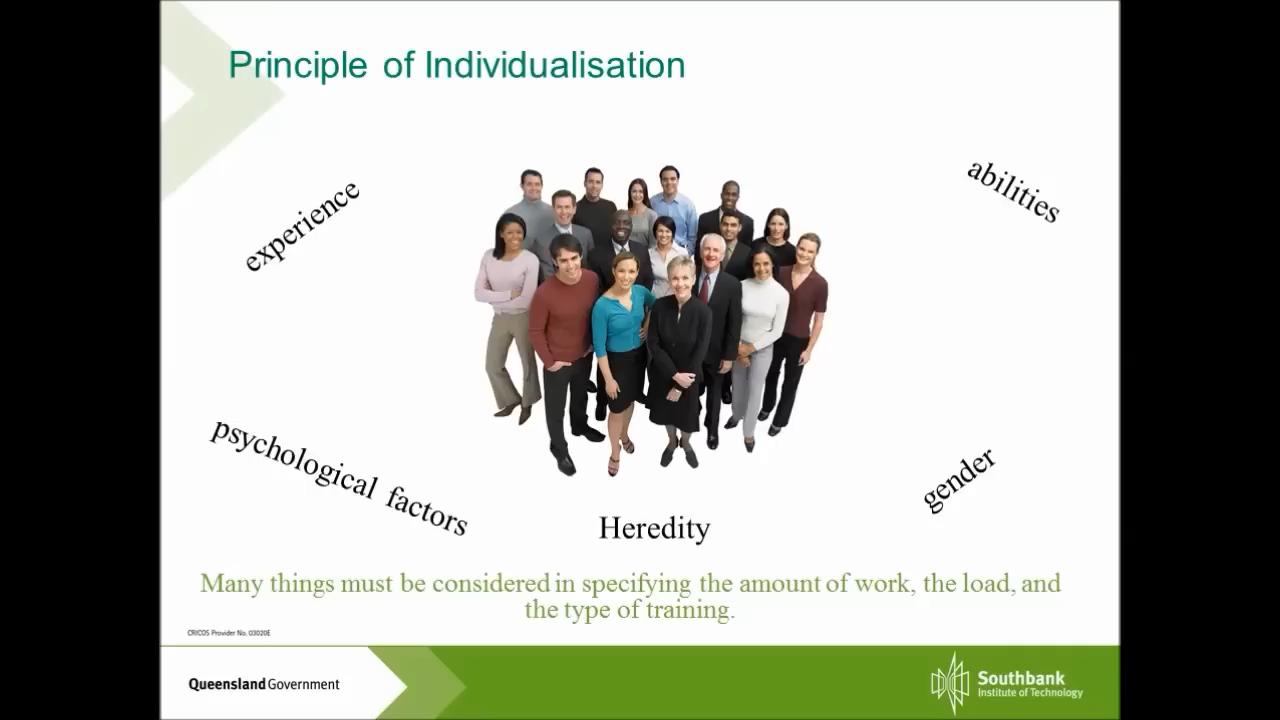 Principle of Individualisation
experience
abilities
psychological factors
gender
Heredity
Many things must be considered in specifying the amount of work, the load, and
the type of training.
CRICOS Provider No. 03020E
Queensland Government
Southbank
Institute of Technology